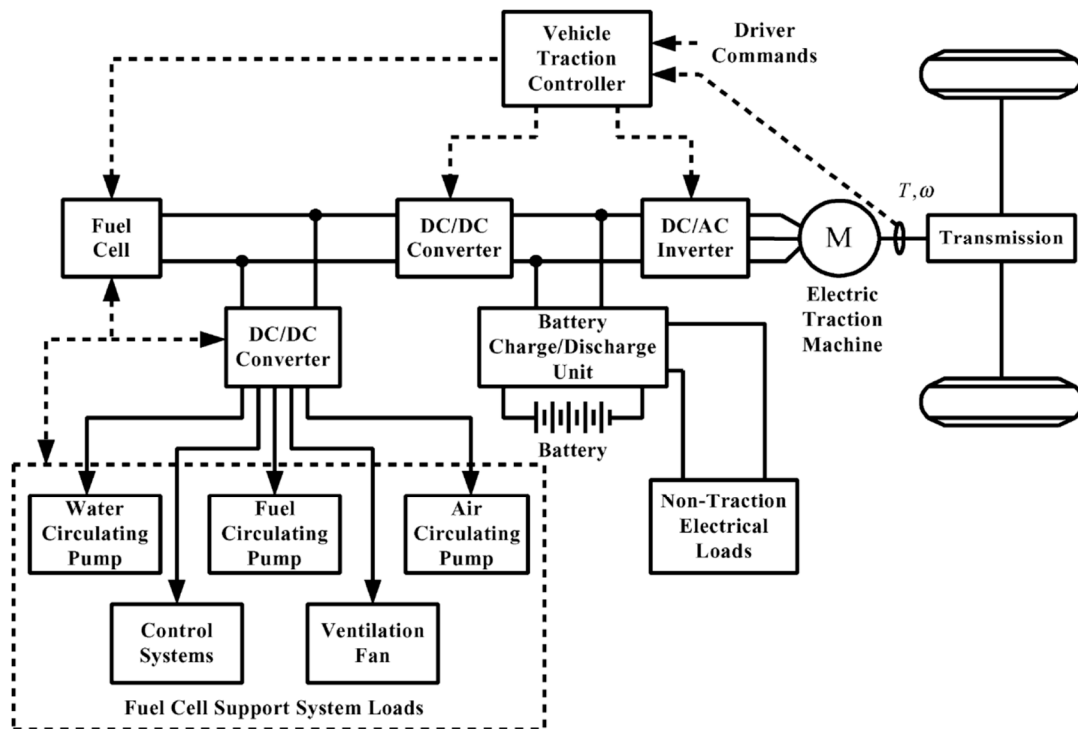 Vehicle
Traction
Controller
Driver
Commands
T,ω
Fuel
Cell
DC/DC
Converter
DC/AC
Inverter
M
Transmission
Electric
Traction
Machine
DC/DC
Converter
Battery
Charge/Discharge
Unit
Battery
Water
Circulating
Pump
Fuel
Circulating
Pump
Air
Circulating
Pump
Non-Traction
Electrical
Loads
Control
Systems
Ventilation
Fan
Fuel Cell Support System Loads